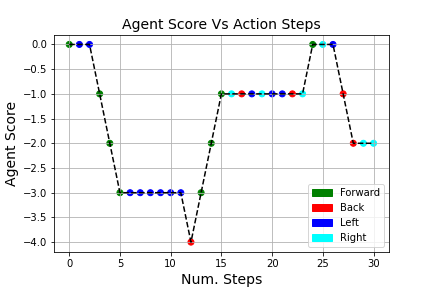 Agent Score Vs Action Steps
Agent Score
0.0
−0.5
−1.0
−1.5
−2.0
−2.5
−3.0
−3.5
−4.0
Forward
Back
Left
Right
0 5 10 15 20 25 30
Num. Steps